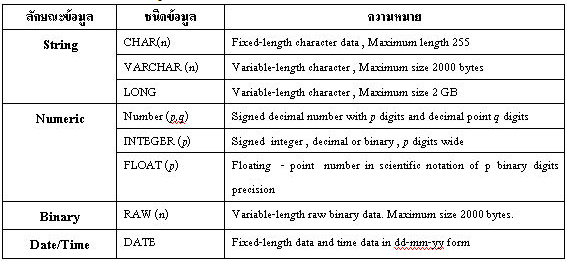 ลักษณะข้อมูล ชนิดข้อมูล ความหมาย
String CHAR(n) Fixed-length character data , Maximum length 255
VARCHAR (n) Variable-length character , Maximum size 2000 bytes
LONG Variable-length character , Maximum size 2 GB
Numeric Number (p,q) Signed decimal number with p digits and decimal point q digits
INTEGER (p) Signed integer , decimal or binary , p digits wide
FLOAT (p) Floating - point number in scientific notation of p binary digits
precision
Binary RAW (n) Variable-length raw binary data. Maximum size 2000 bytes.
Date/Time DATE Fixed-length data and time data in dd-mm-yy form